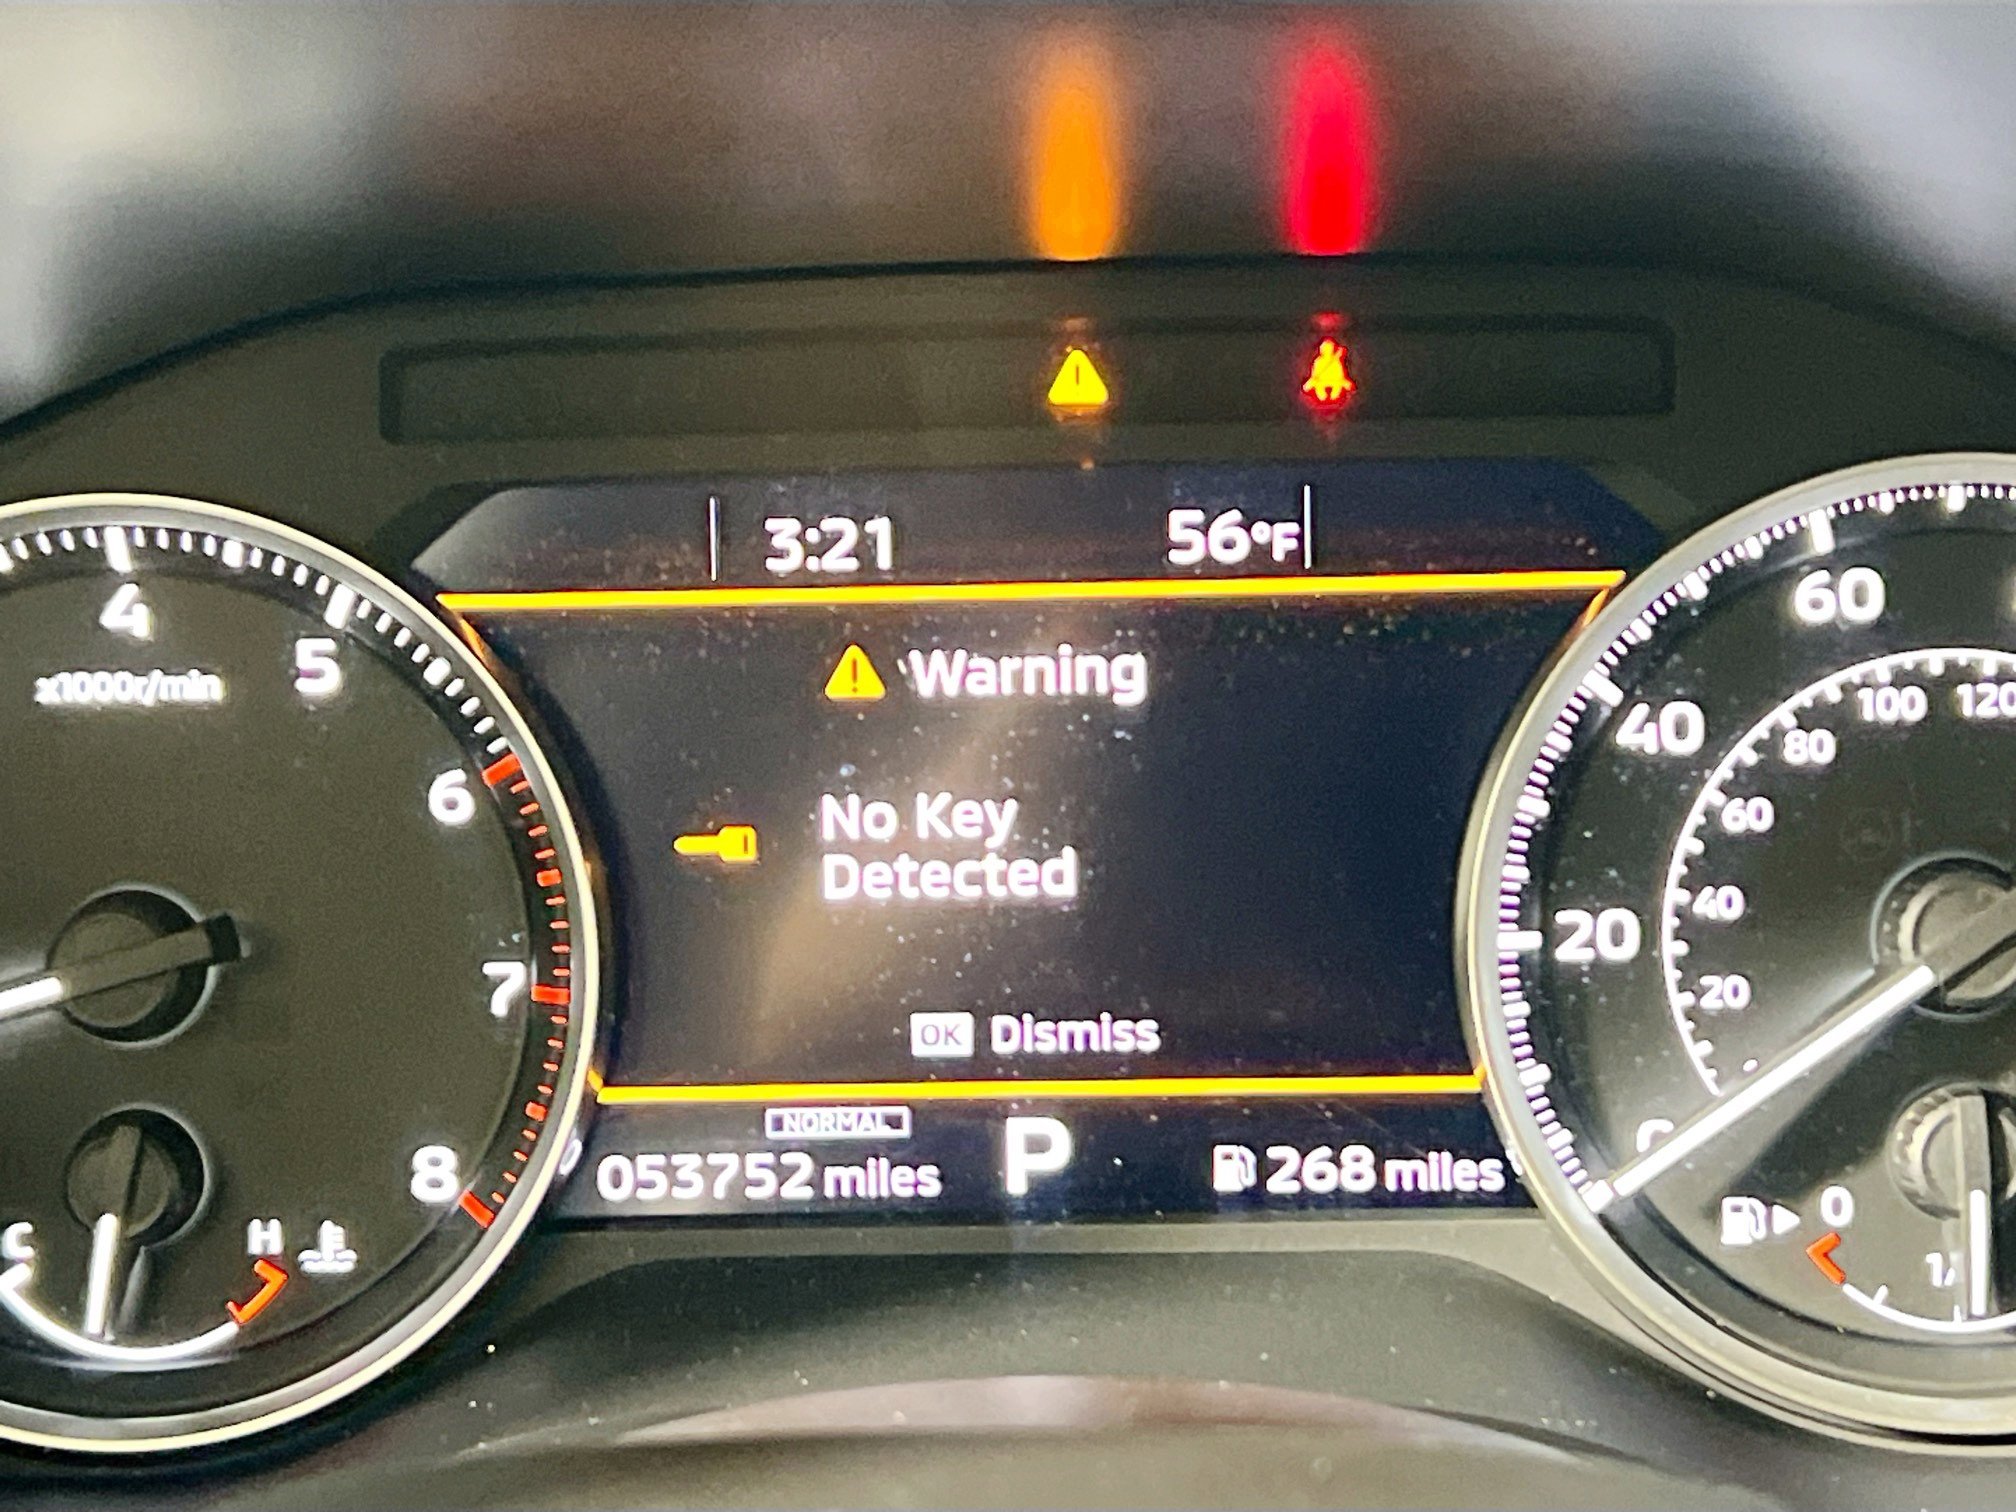 3:21 56°F
4
5
x1000r/min
6
7
8
C
H
Warning
No Key
Detected
OK Dismiss
NORMAL
053752 miles
P
268 miles
60
40
20
100
120
80
60
40
20
0